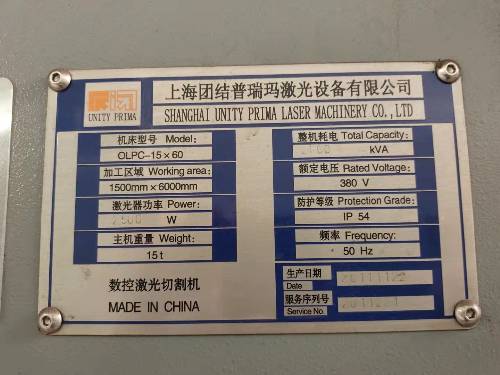 上海团结普瑞玛激光设备有限公司
UNITY PRIMA
SHANGHAI UNITY PRIMA LASER MACHINERY CO., LTD
机床型号 Model:
OLPC-15×60
加工区域 Working area:
1500mm×6000mm
激光器功率 Power:
2500 W
主机重量 Weight:
15t
数控激光切割机
MADE IN CHINA
整机耗电 Total Capacity:
kVA
额定电压 Rated Voltage:
380 V
防护等级 Protection Grade:
IP 54
频率 Frequency:
50 Hz
生产日期
Date
服务序列号
Service No.